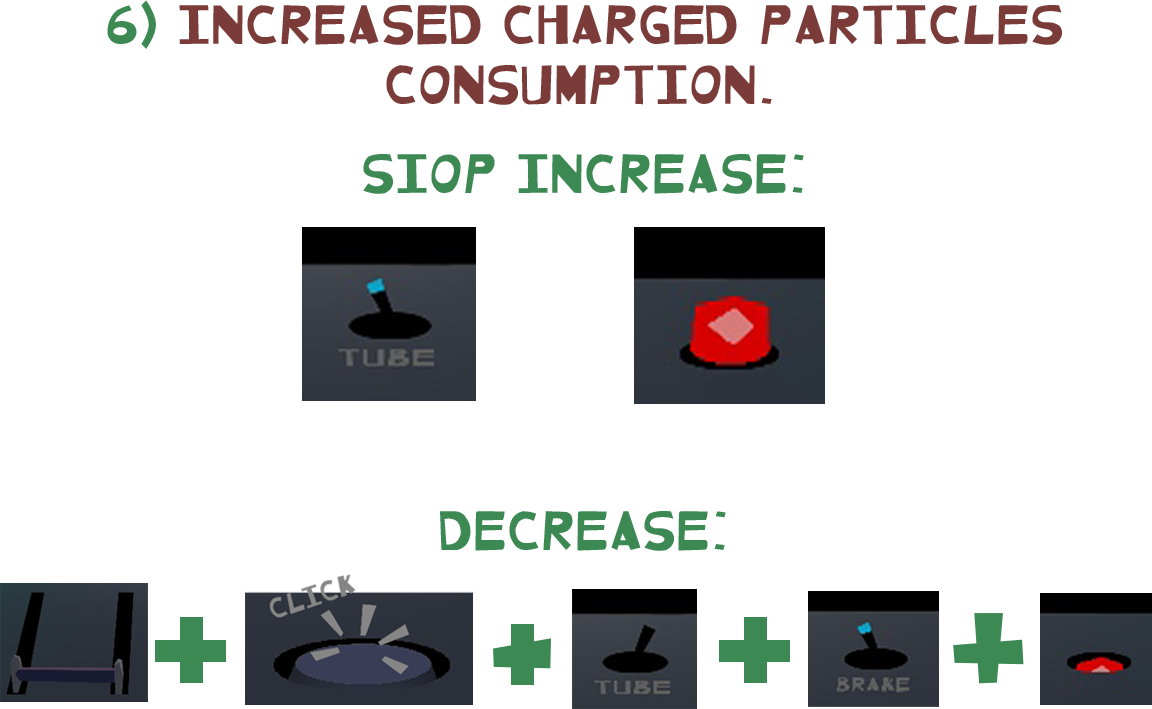 6) INCREASED CHARGED PARTICLES
CONSUMPTION.
SIOP INCREASE:
TUBE
DECREASE:
CLICK
TUBE
BRAKE